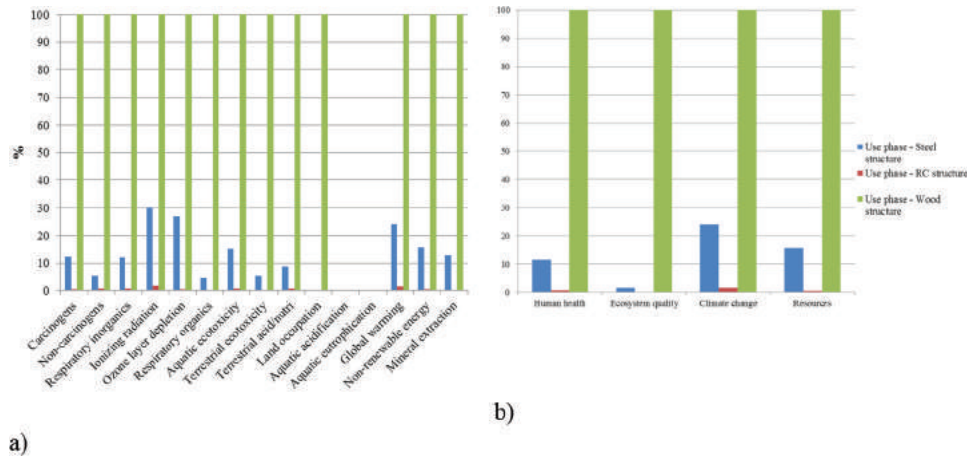 100
90
80
70
60
50
40
30
20
10
0
%
Carcinogens
Non-carcinogens
Respiratory inorganics
Ionizing radiation
Ozone layer depletion
Respiratory organics
Aquatic ecotoxicity
Terrestrial ecotoxicity
Terrestrial acid/nutri
Land occupation
Aquatic acidification
Aquatic eutrophication
Global warming
Non-renewable energy
Mineral extraction
a)
100
90
80
70
60
50
40
30
20
10
0
Human health
Ecosystem quality
Climate change
Resources
Use phase - Steel
structure
Use phase - RC structure
Use phase - Wood
structure
b)